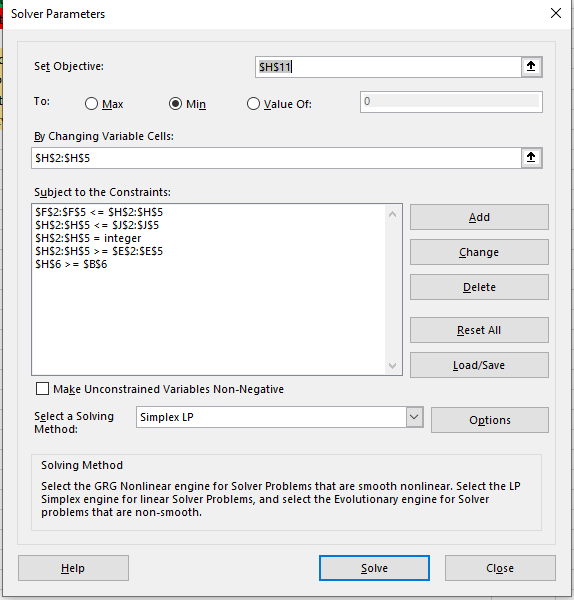 Solver Parameters
Set Objective:
$H$11
To:
Max
Min
Value Of:
0
By Changing Variable Cells:
$H$2:$H$5
Subject to the Constraints:
$F$2:$F$5 <= $H$2:$H$5
$H$2:$H$5 <= $J$2:$J$5
$H$2:$H$5 = integer
$H$2:$H$5 >= $E$2:$E$5
$H$6 >= $B$6
Add
Change
Delete
Reset All
Load/Save
Make Unconstrained Variables Non-Negative
Select a Solving
Method:
Simplex LP
Options
Solving Method
Select the GRG Nonlinear engine for Solver Problems that are smooth nonlinear. Select the LP
Simplex engine for linear Solver Problems, and select the Evolutionary engine for Solver
problems that are non-smooth.
Help
Solve
Close